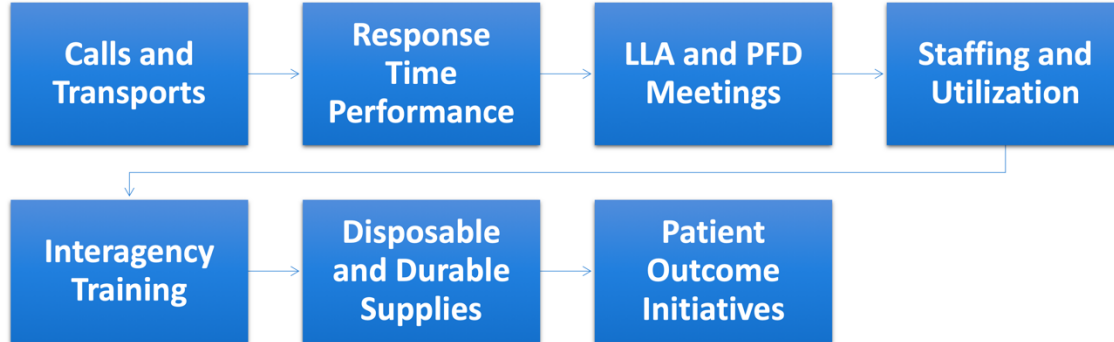 Calls and
Transports
Response
Time
Performance
LLA and PFD
Meetings
Staffing and
Utilization
Interagency
Training
Disposable
and Durable
Supplies
Patient
Outcome
Initiatives